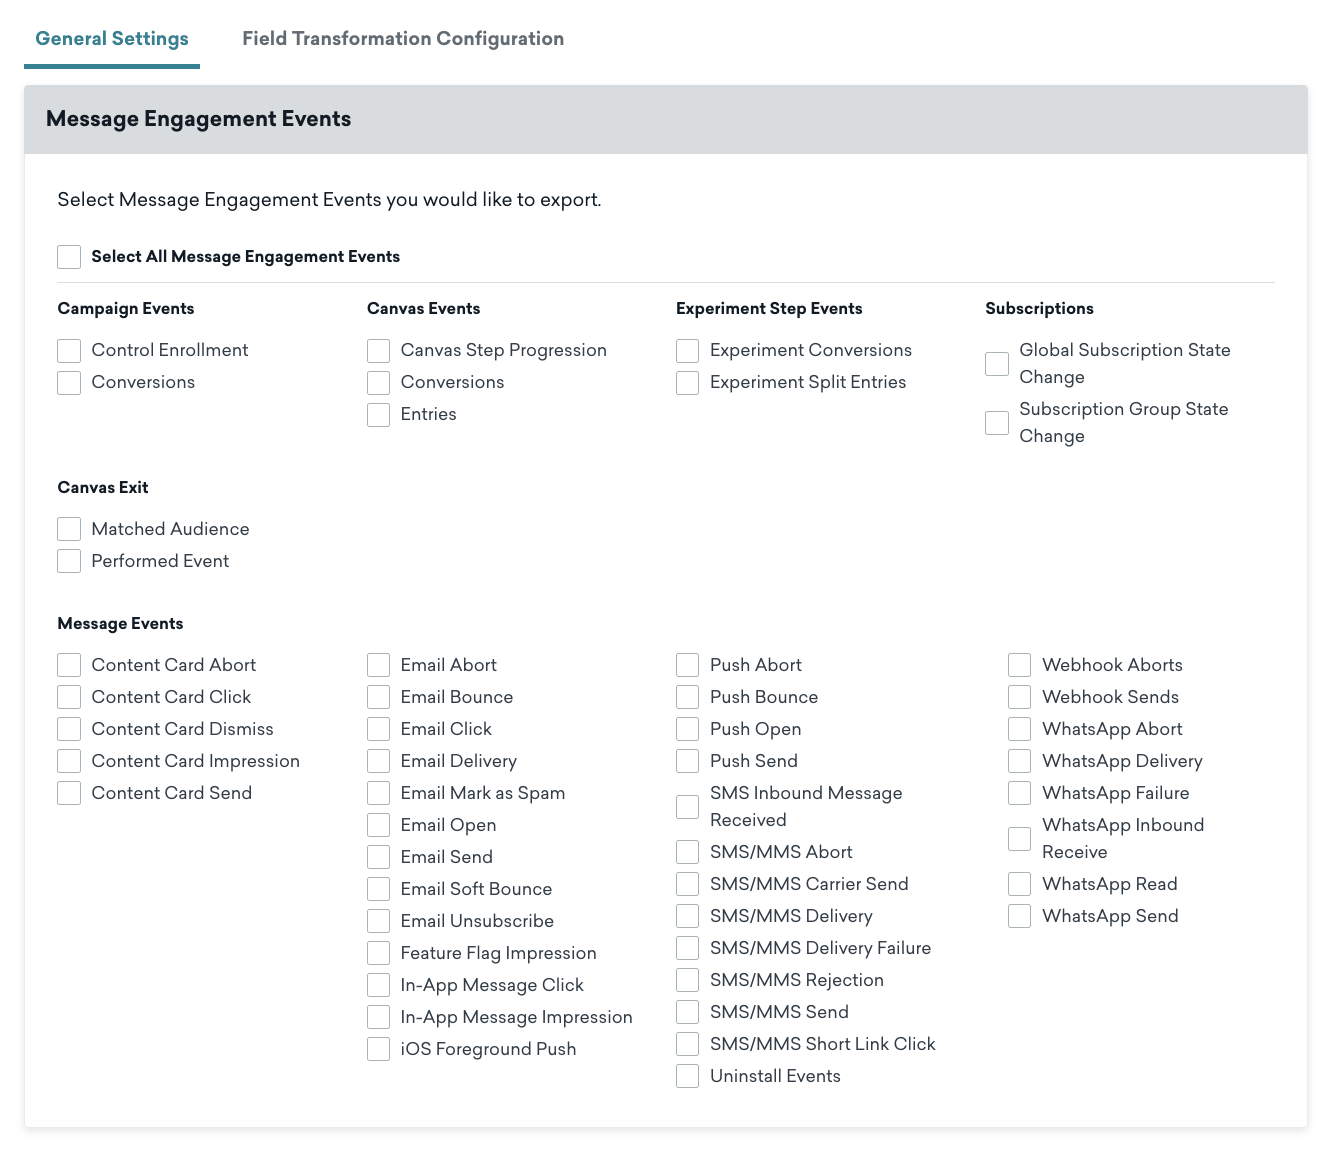 General Settings
Field Transformation Configuration
Message Engagement Events
Select Message Engagement Events you would like to export.
Select All Message Engagement Events
Campaign Events
Control Enrollment
Conversions
Canvas Events
Canvas Step Progression
Conversions
Entries
Experiment Step Events
Experiment Conversions
Experiment Split Entries
Subscriptions
Global Subscription State
Change
Subscription Group State
Change
Canvas Exit
Matched Audience
Performed Event
Message Events
Content Card Abort
Content Card Click
Content Card Dismiss
Content Card Impression
Content Card Send
Email Abort
Email Bounce
Email Click
Email Delivery
Email Mark as Spam
Email Open
Email Send
Email Soft Bounce
Email Unsubscribe
Feature Flag Impression
In-App Message Click
In-App Message Impression
iOS Foreground Push
Push Abort
Push Bounce
Push Open
Push Send
SMS Inbound Message
Received
SMS/MMS Abort
SMS/MMS Carrier Send
SMS/MMS Delivery
SMS/MMS Delivery Failure
SMS/MMS Rejection
SMS/MMS Send
SMS/MMS Short Link Click
Uninstall Events
Webhook Aborts
Webhook Sends
WhatsApp Abort
WhatsApp Delivery
WhatsApp Failure
WhatsApp Inbound
Receive
WhatsApp Read
WhatsApp Send